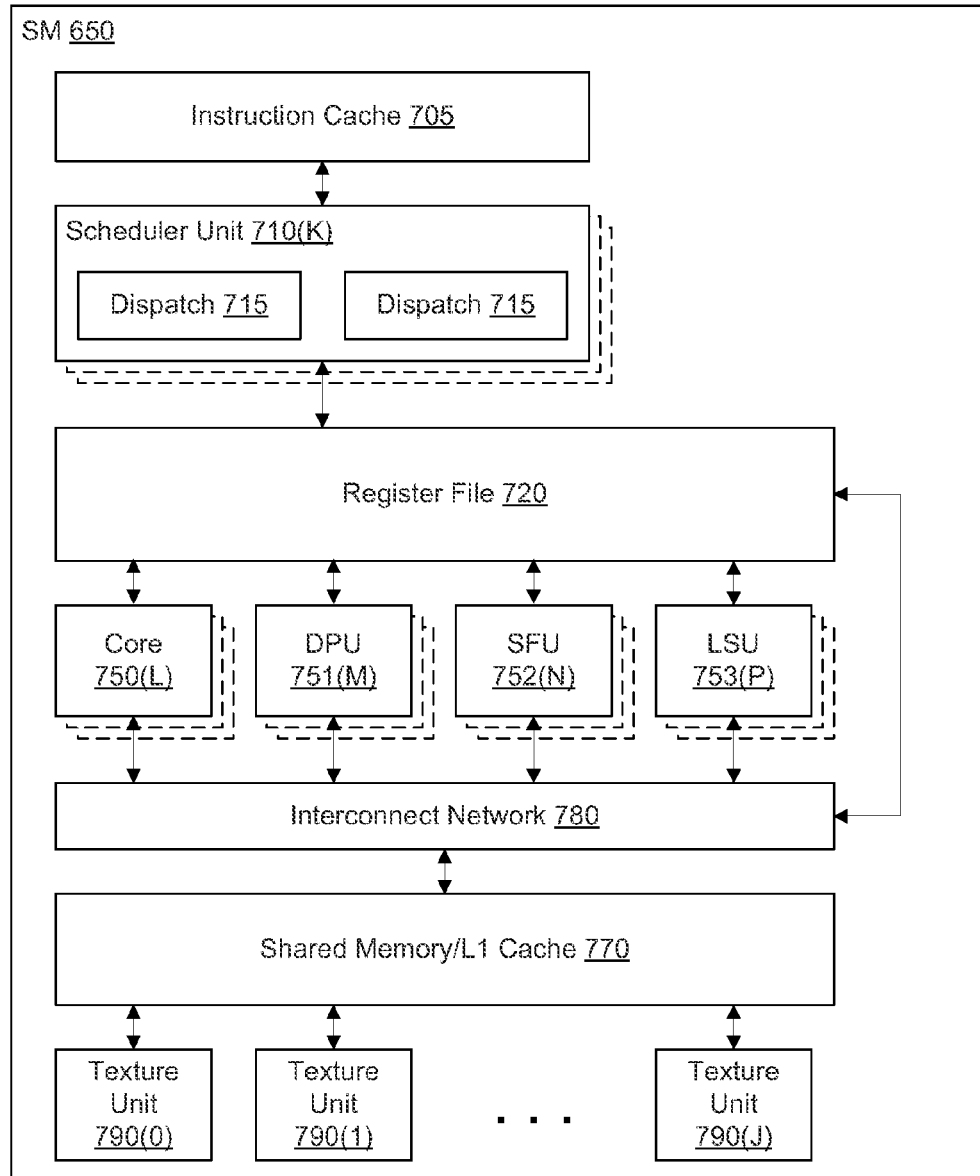 SM 650
Instruction Cache 705
Scheduler Unit 710(K)
Dispatch 715
Dispatch 715
Register File 720
Core
750(L)
DPU
751(M)
SFU
752(N)
LSU
753(P)
Interconnect Network 780
Shared Memory/L1 Cache 770
Texture
Unit
790(0)
Texture
Unit
790(1)
. . .
Texture
Unit
790(J)